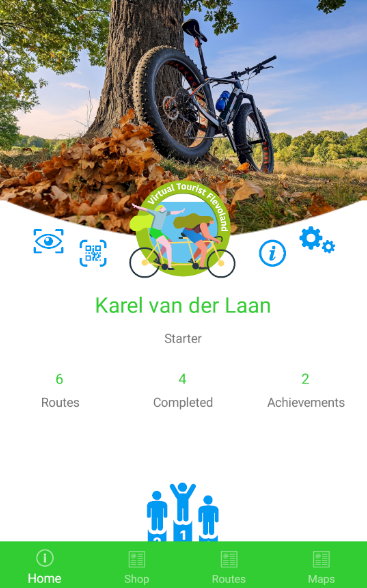 Virtual Tourist Flevoland
Karel van der Laan
Starter
6 4 2
Routes Completed Achievements
2 1
Home Shop Routes Maps